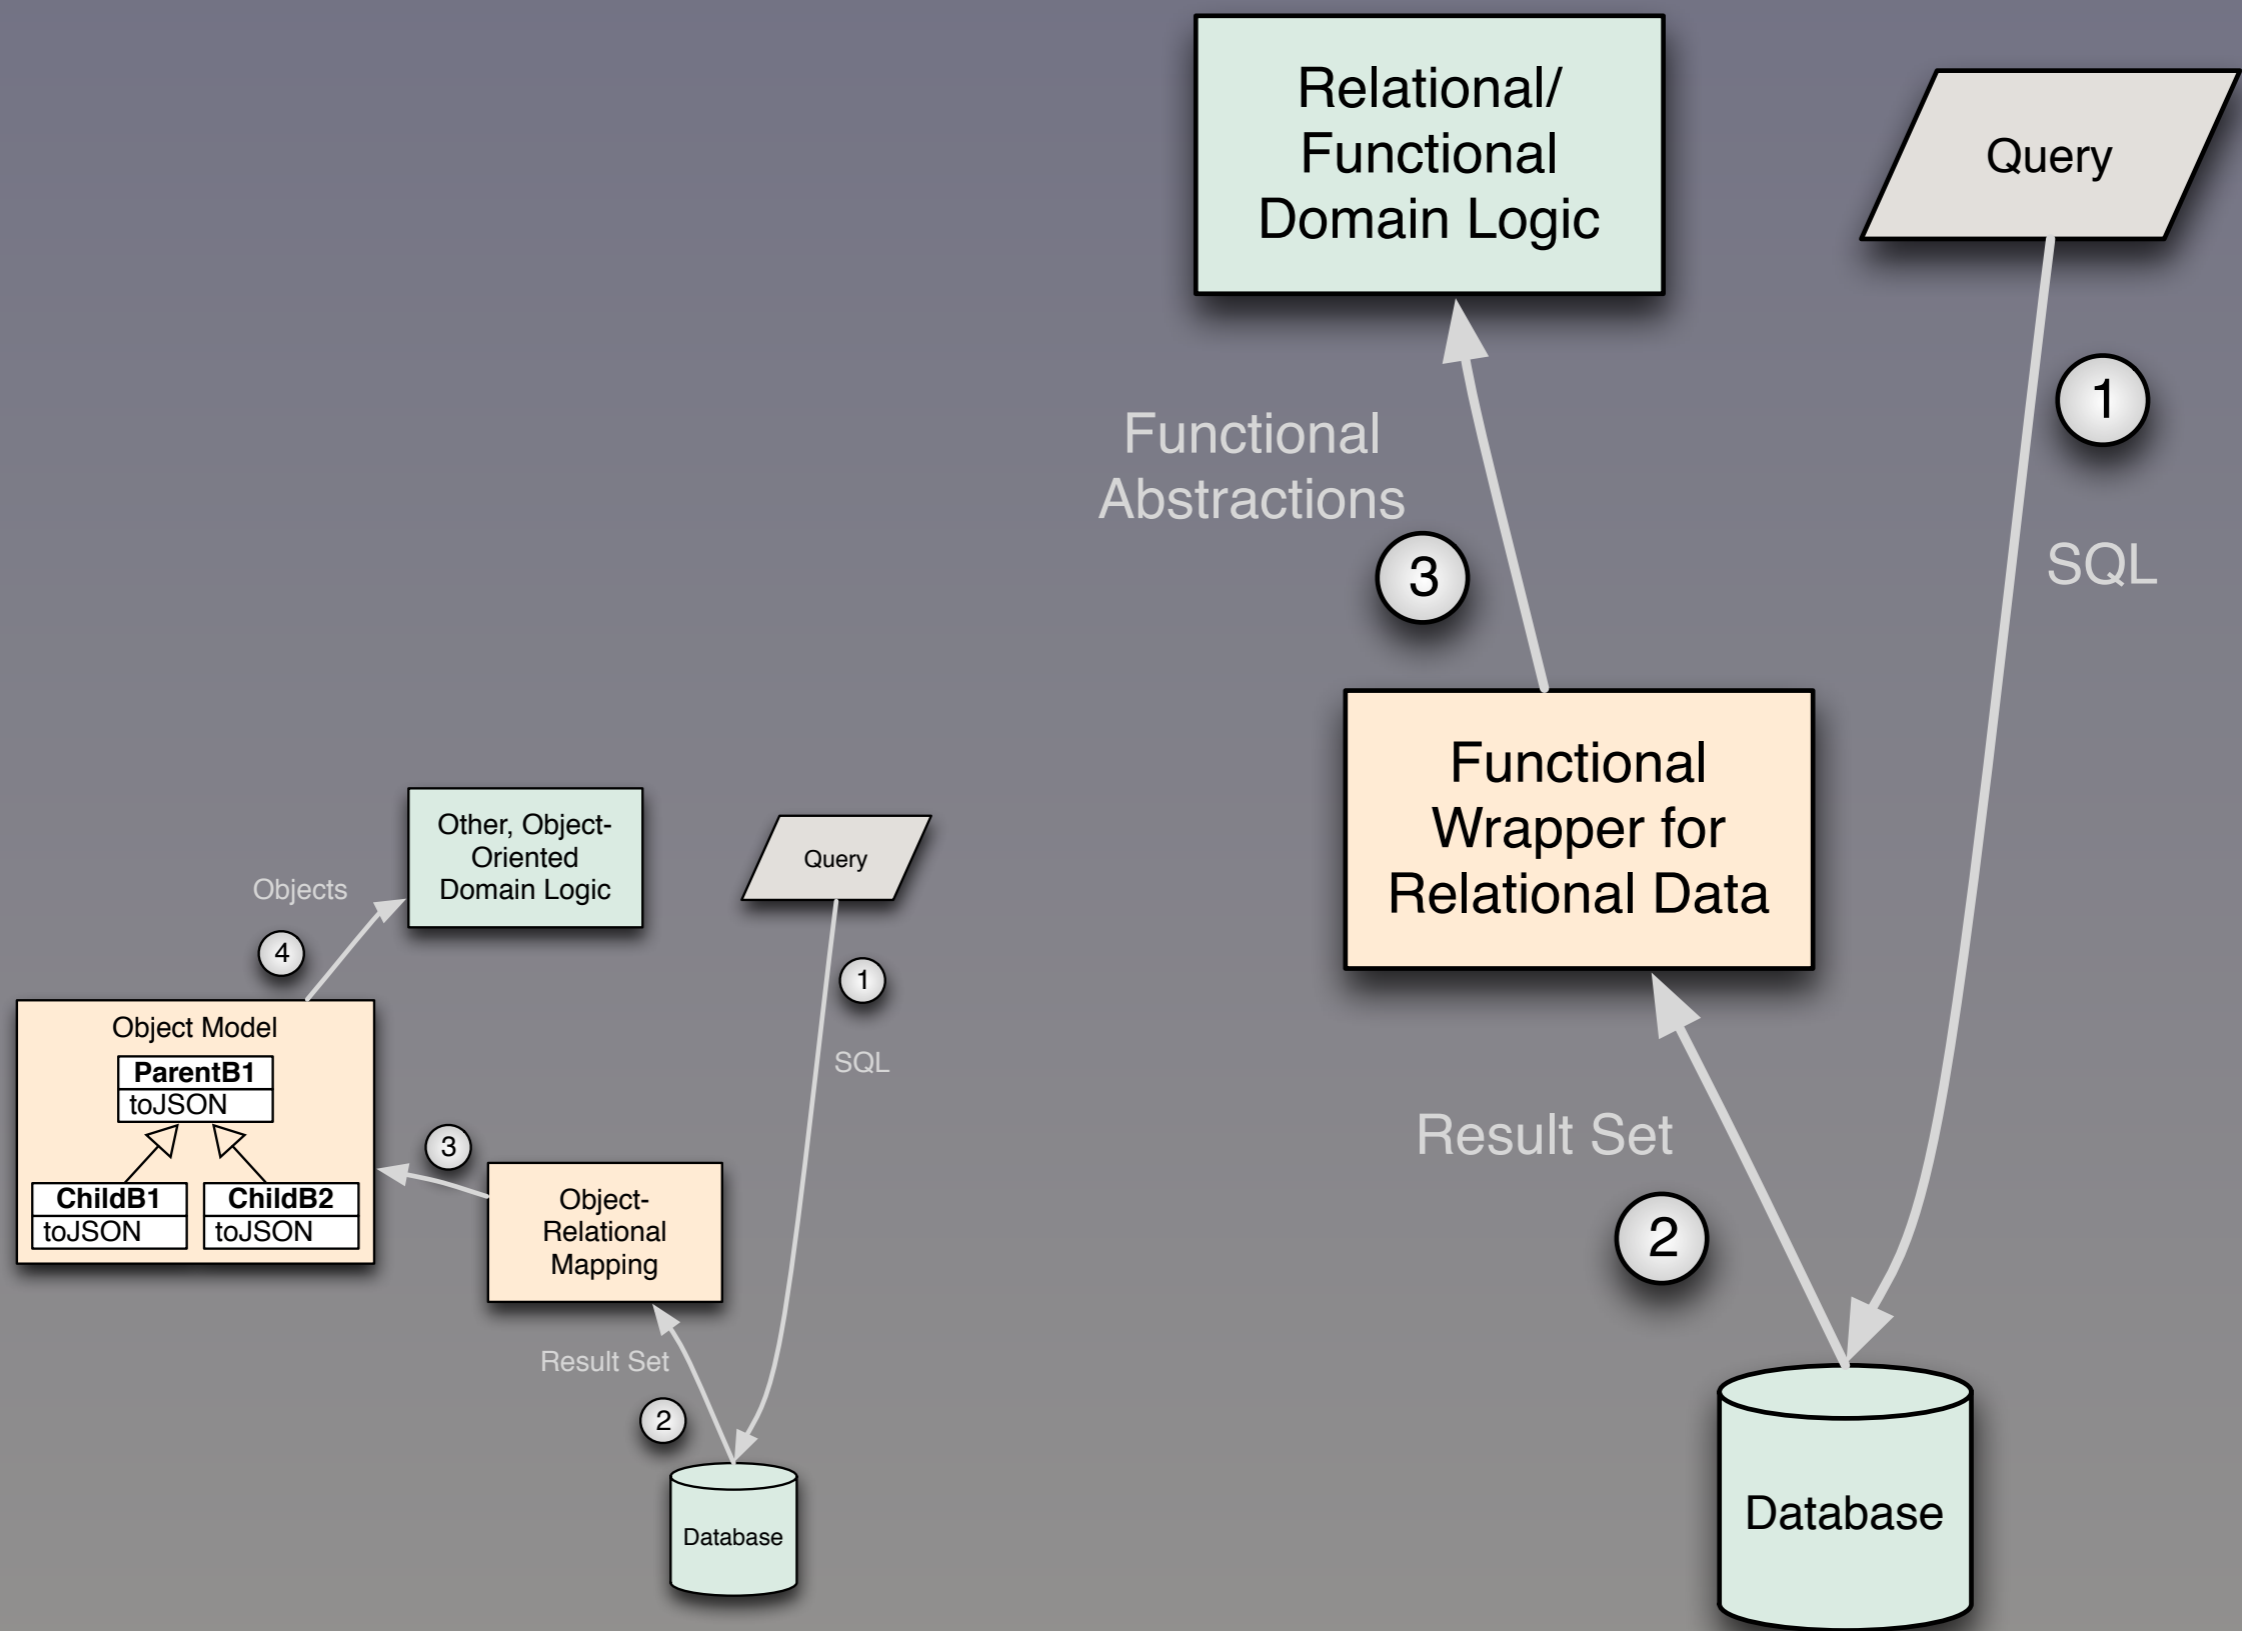 Relational/
Functional
Domain Logic
Query
1
Functional
Abstractions
3
SQL
Functional
Wrapper for
Relational Data
Result Set
2
Database
Other, Object-
Oriented
Domain Logic
Query
Objects
4
1
Object Model
ParentB1
toJSON
SQL
3
ChildB1
toJSON
ChildB2
toJSON
Object-
Relational
Mapping
Result Set
2
Database